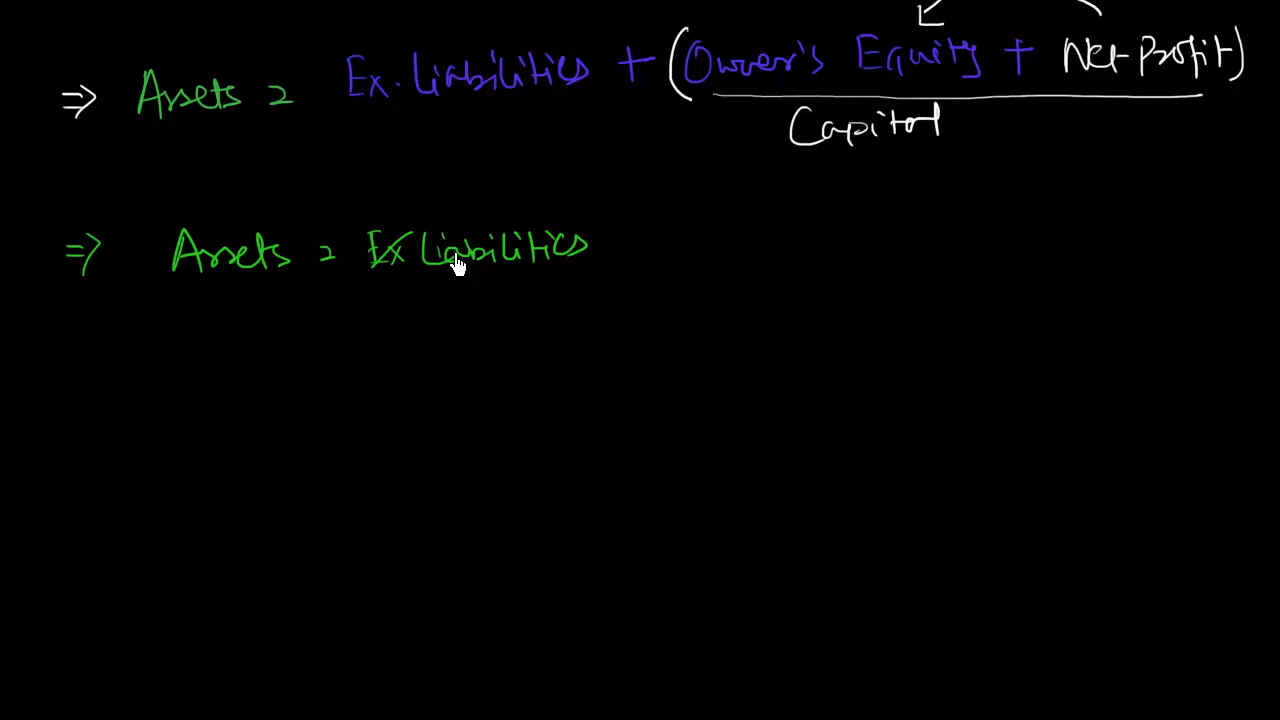 ⇒ Assets = Ex. Liabilities + (Owner's Equity + Net profit)
Capital
⇒ Assets = Ex Liabilities